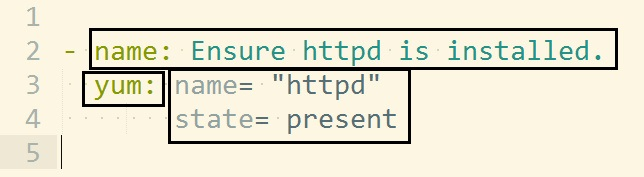 1
2 - name: Ensure httpd is installed.
3 yum: name= "httpd"
4 state= present
5